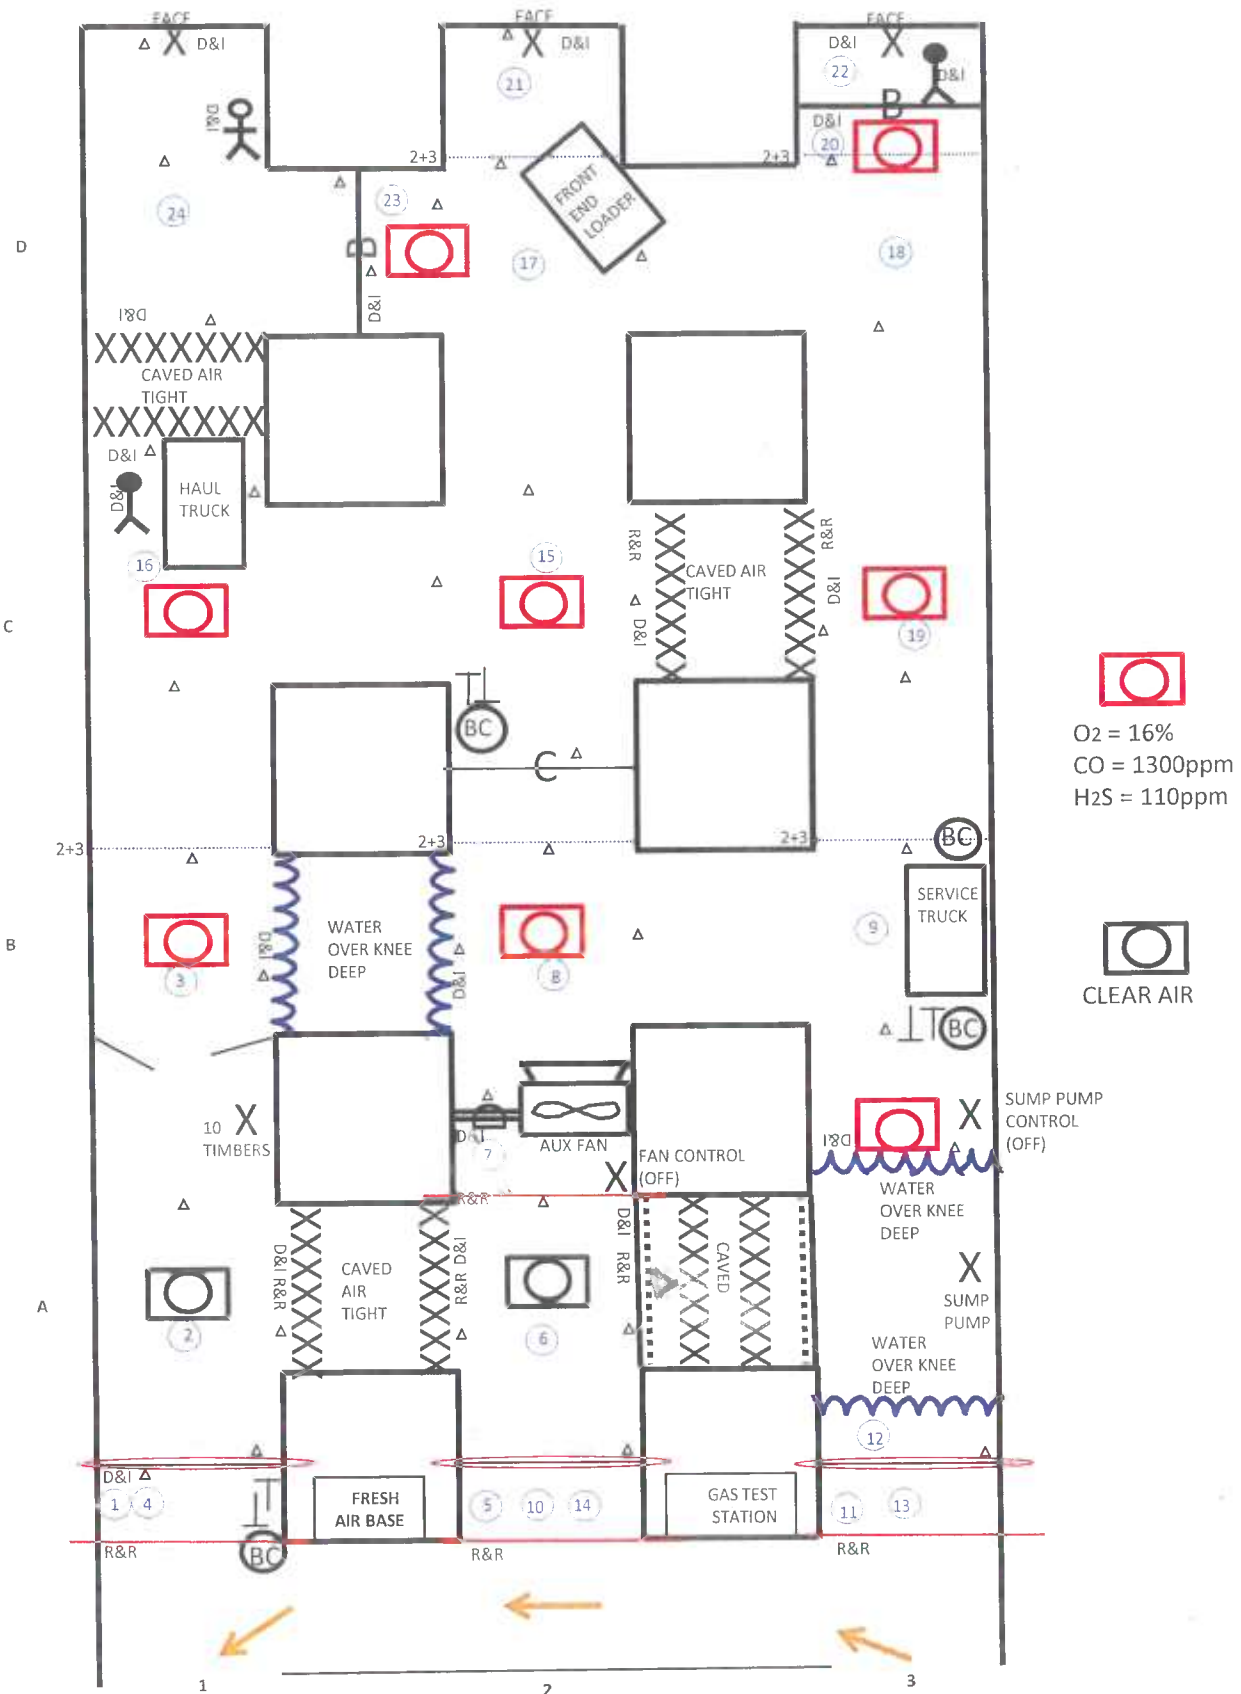 FACE
FACE
FACE
X D&I
X D&I
D&I X
22
D&I
21
D&I
B
D&I
20
2+3
2+3
FRONT
END
LOADER
24
23
B
D&I
17
18
D
D&I
XXXXXXX
CAVED AIR
TIGHT
XXXXXXX
D&I
D&I
HAUL
TRUCK
16
15
R&R
D&I
CAVED AIR
TIGHT
R&R
D&I
19
C
O2 = 16%
CO = 1300ppm
H2S = 110ppm
BC
C
2+3
2+3
2+3
BC
SERVICE
TRUCK
9
B
D&I
WATER
OVER KNEE
DEEP
D&I
3
8
CLEAR AIR
BC
10
TIMBERS
X
D&I
7
AUX FAN
X
FAN CONTROL
(OFF)
D&I
X
SUMP PUMP
CONTROL
(OFF)
WATER
OVER KNEE
DEEP
R&R
D&I R&R
CAVED
AIR
TIGHT
R&R D&I
D&I R&R
CAVED
X
SUMP
PUMP
A
2
6
WATER
OVER KNEE
DEEP
12
D&I
1
4
FRESH
AIR BASE
5
10
14
GAS TEST
STATION
11
13
R&R
BC
R&R
R&R
1
2
3